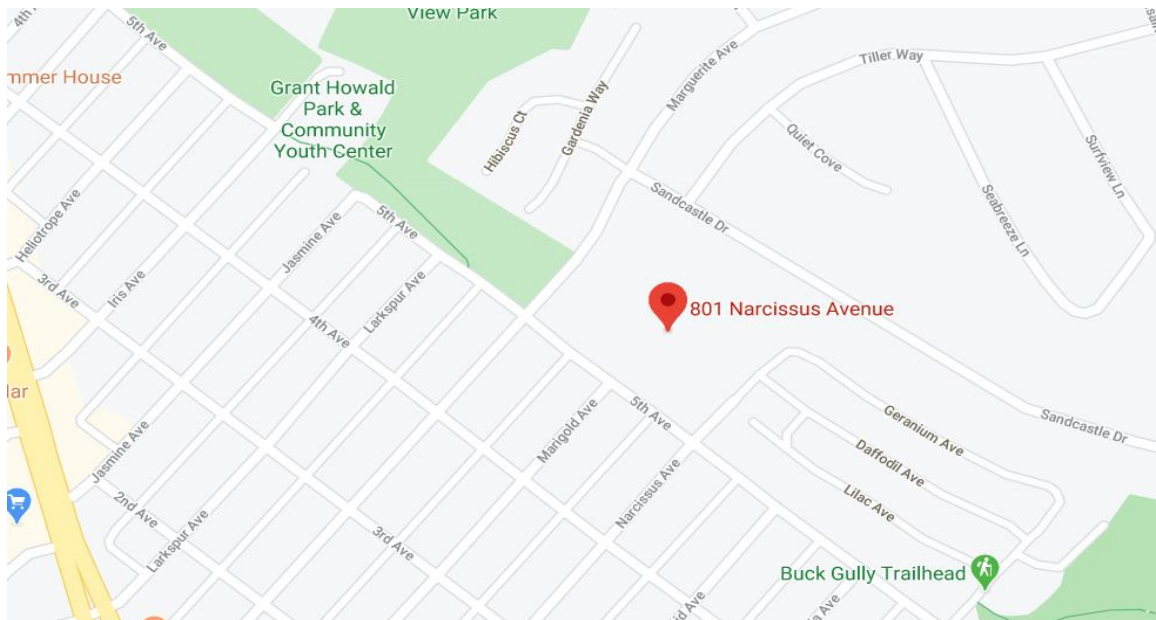 View Park
4th A
5th Ave
Tiller Way
Marguerite Ave
mmer House
Grant Howald
Park &
Community
Youth Center
Gardenia Way
Hibiscus Ct
Quiet Cove
Surfview Ln
Seabreeze Ln
Sandcastle Dr
Heliotrope Ave
Jasmine Ave
5th Ave
3rd Ave
Iris Ave
Larkspur Ave
801 Narcissus Avenue
4th Ave
lar
5th Ave
Marigold Ave
Geranium Ave
Sandcastle Dr
Jasmine Ave
Daffodil Ave
Narcissus Ave
Lilac Ave
2nd Ave
3rd Ave
Larkspur Ave
Buck Gully Trailhead